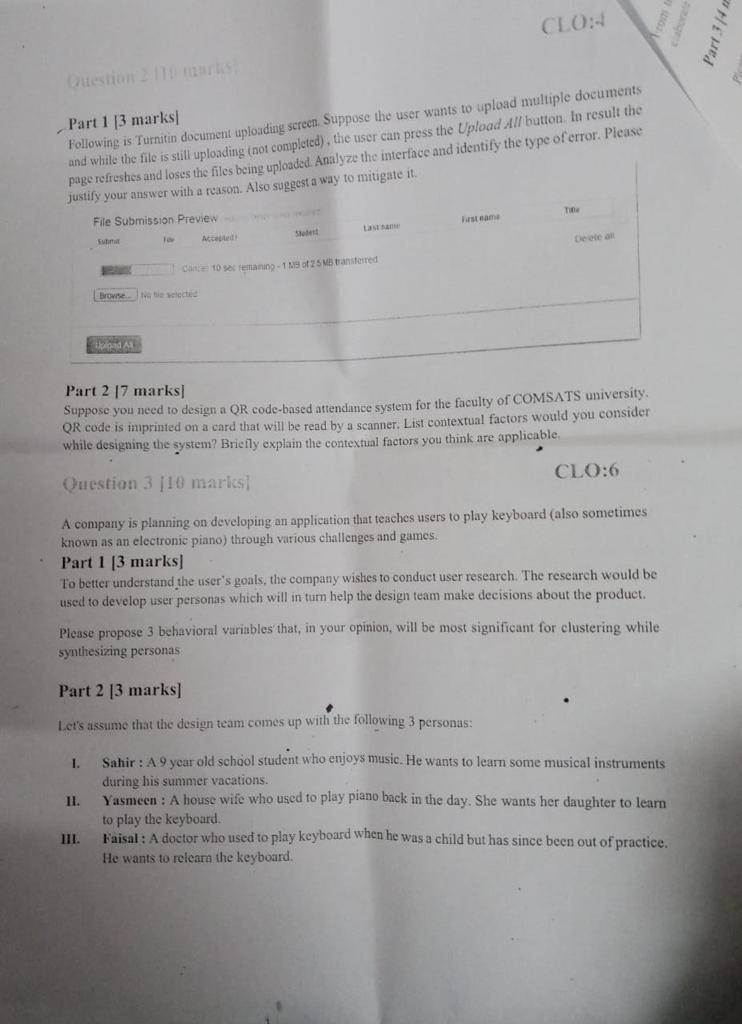 CLO:4
Question 2 [10 marks]
Part 1 [3 marks]
Following is Turnitin document uploading screen. Suppose the user wants to upload multiple documents
and while the file is still uploading (not completed) , the user can press the Upload All button. In result the
page refreshes and loses the files being uploaded. Analyze the interface and identify the type of error. Please
justify your answer with a reason. Also suggest a way to mitigate it.
File Submission Preview
Submit File Accepted? Student Last name First name Title
Delete all
Cancel 10 sec remaining - 1 MB of 2.5 MB transferred
Browse... No file selected
Upload All
Part 2 [7 marks]
Suppose you need to design a QR code-based attendance system for the faculty of COMSATS university.
QR code is imprinted on a card that will be read by a scanner. List contextual factors would you consider
while designing the system? Briefly explain the contextual factors you think are applicable.
Question 3 [10 marks]
CLO:6
A company is planning on developing an application that teaches users to play keyboard (also sometimes
known as an electronic piano) through various challenges and games.
Part 1 [3 marks]
To better understand the user's goals, the company wishes to conduct user research. The research would be
used to develop user personas which will in turn help the design team make decisions about the product.
Please propose 3 behavioral variables that, in your opinion, will be most significant for clustering while
synthesizing personas
Part 2 [3 marks]
Let's assume that the design team comes up with the following 3 personas:
I. Sahir : A 9 year old school student who enjoys music. He wants to learn some musical instruments
during his summer vacations.
II. Yasmeen : A house wife who used to play piano back in the day. She wants her daughter to learn
to play the keyboard.
III. Faisal : A doctor who used to play keyboard when he was a child but has since been out of practice.
He wants to relearn the keyboard.
Part 3 [4